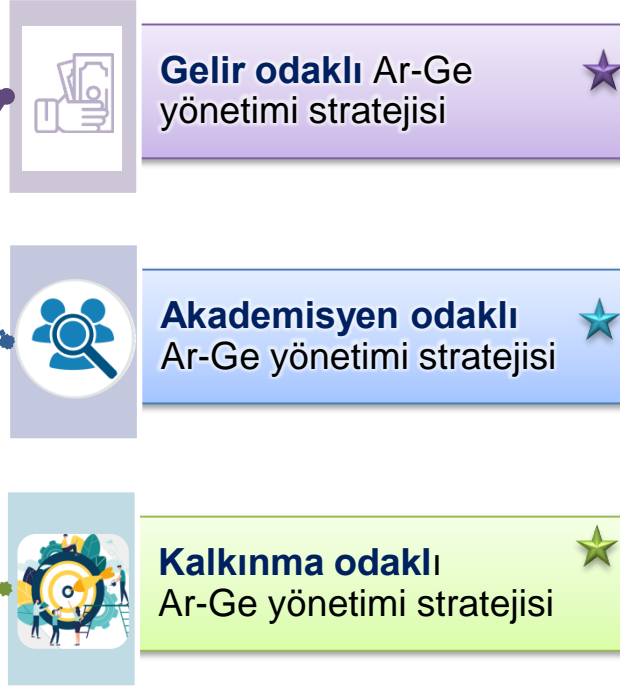 Gelir odaklı Ar-Ge
yönetimi stratejisi
Akademisyen odaklı
Ar-Ge yönetimi stratejisi
Kalkınma odaklı
Ar-Ge yönetimi stratejisi